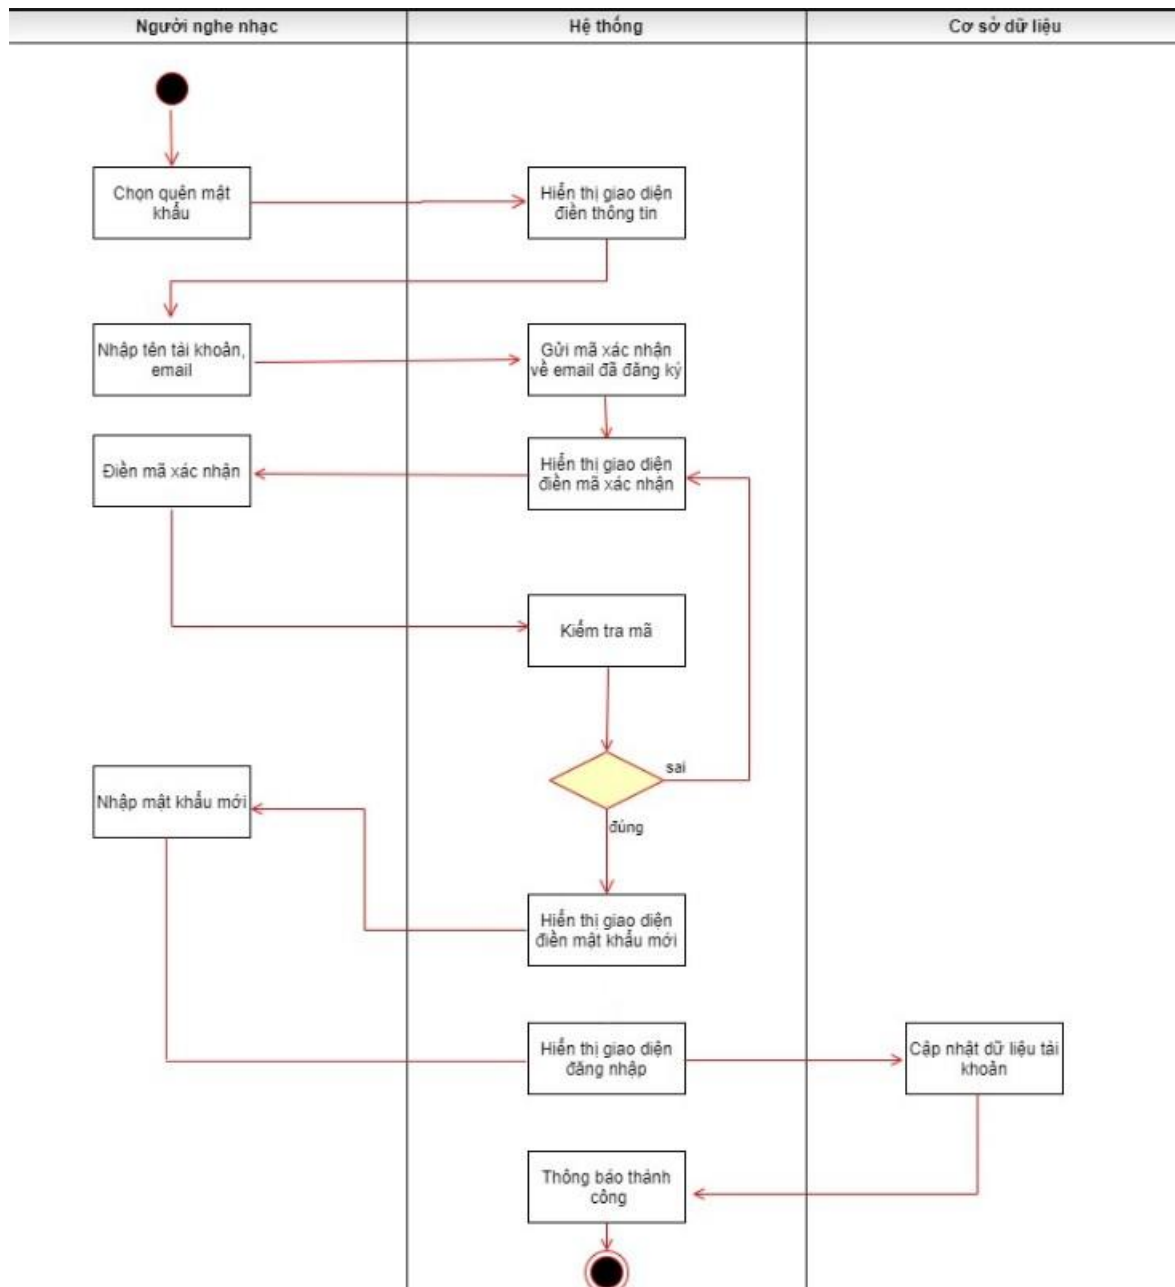 Người nghe nhạc
Hệ thống
Cơ sở dữ liệu
Chọn quên mật
khẩu
Hiển thị giao diện
điền thông tin
Nhập tên tài khoản,
email
Gửi mã xác nhận
về email đã đăng ký
Điền mã xác nhận
Hiển thị giao diện
điền mã xác nhận
Kiểm tra mã
sai
Nhập mật khẩu mới
đúng
Hiển thị giao diện
điền mật khẩu mới
Hiển thị giao diện
đăng nhập
Cập nhật dữ liệu tài
khoản
Thông báo thành
công